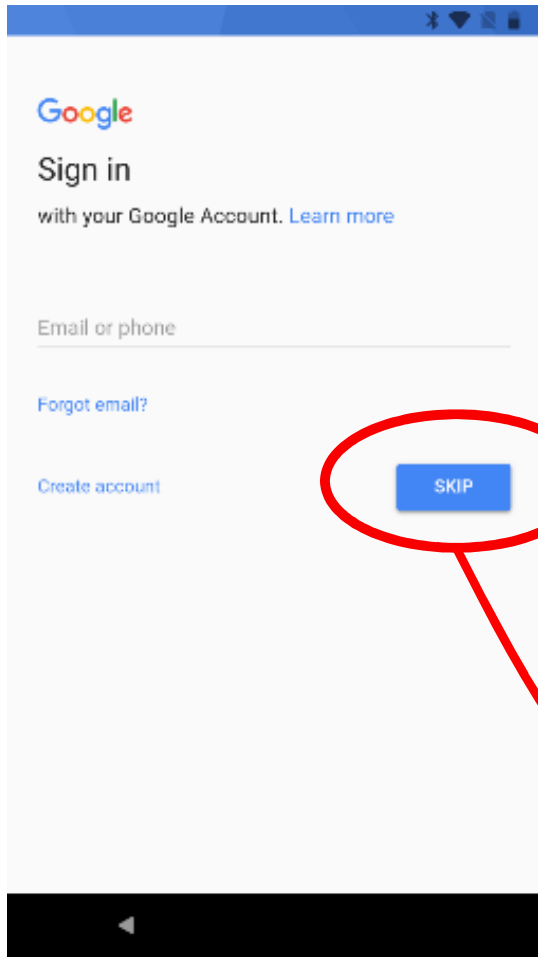 Google
Sign in
with your Google Account. Learn more
Email or phone
Forgot email?
Create account
SKIP